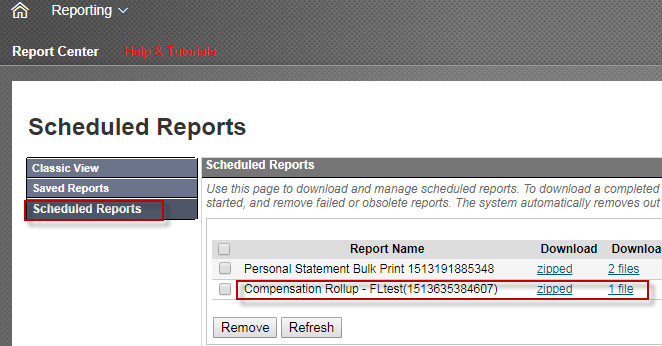 Reporting
Report Center Help & Tutorials
Scheduled Reports
Classic View
Saved Reports
Scheduled Reports
Scheduled Reports
Use this page to download and manage scheduled reports. To download a completed
started, and remove failed or obsolete reports. The system automatically removes out
Report Name Download Downloa
Personal Statement Bulk Print 1513191885348 zipped 2 files
Compensation Rollup - FLtest(1513635384607) zipped 1 file
Remove Refresh